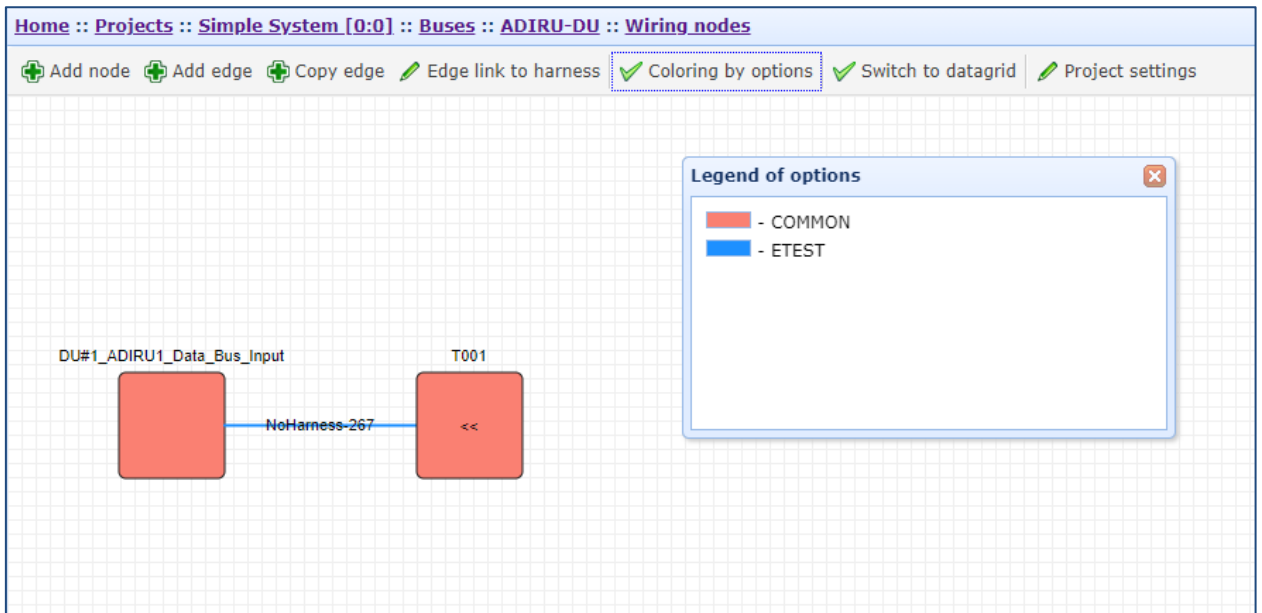 Home :: Projects :: Simple System [0:0] :: Buses :: ADIRU-DU :: Wiring nodes
Add node Add edge Copy edge Edge link to harness Coloring by options Switch to datagrid Project settings
Legend of options
- COMMON
- ETEST
DU#1_ADIRU1_Data_Bus_Input T001
NoHarness-267 <<